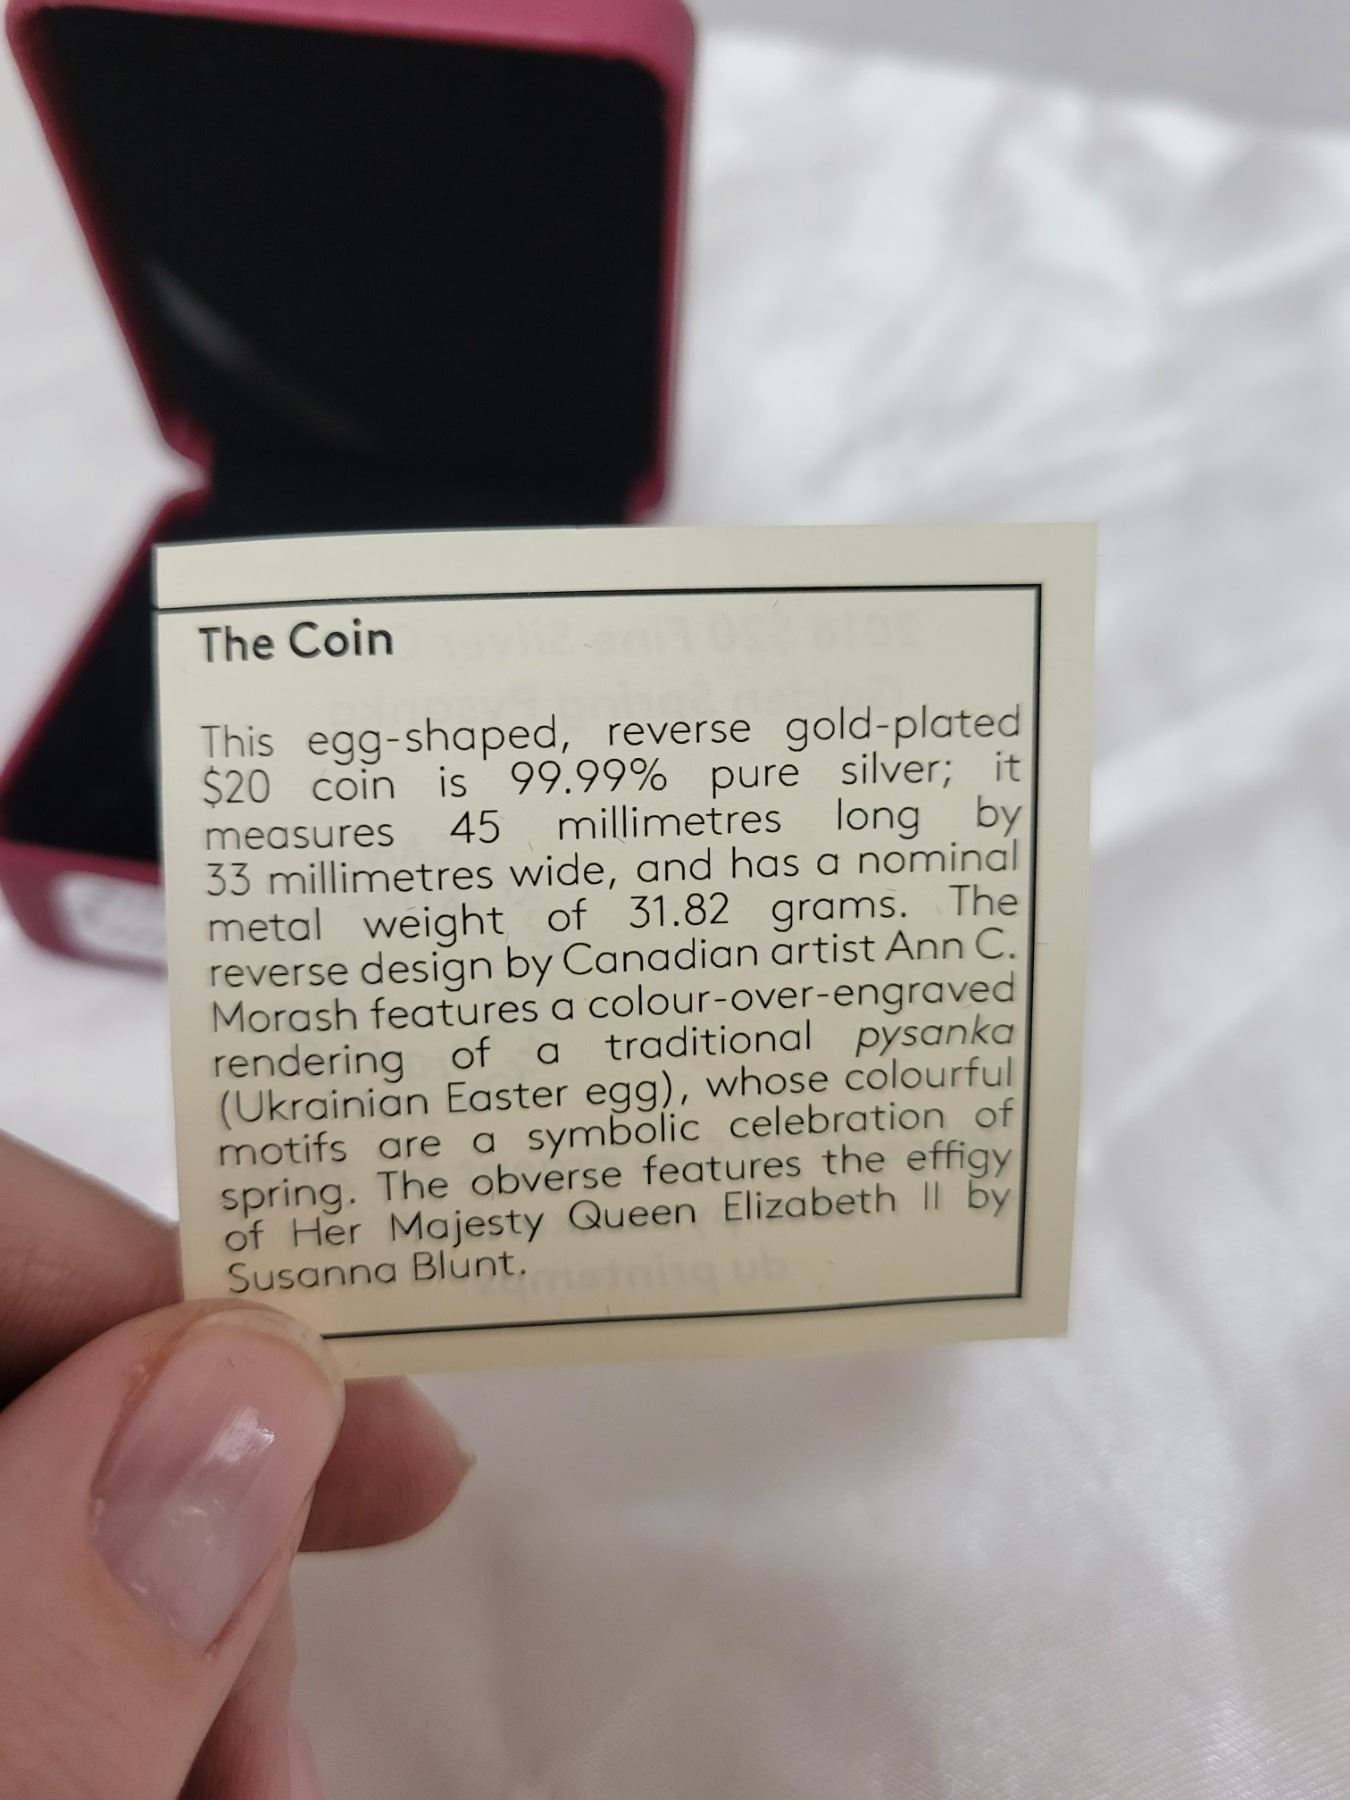 The Coin
This egg-shaped, reverse gold-plated
$20 coin is 99.99% pure silver; it
measures 45 millimetres long by
33 millimetres wide, and has a nominal
metal weight of 31.82 grams. The
reverse design by Canadian artist Ann C.
Morash features a colour-over-engraved
rendering of a traditional pysanka
(Ukrainian Easter egg), whose colourful
motifs are a symbolic celebration of
spring. The obverse features the effigy
of Her Majesty Queen Elizabeth II by
Susanna Blunt.